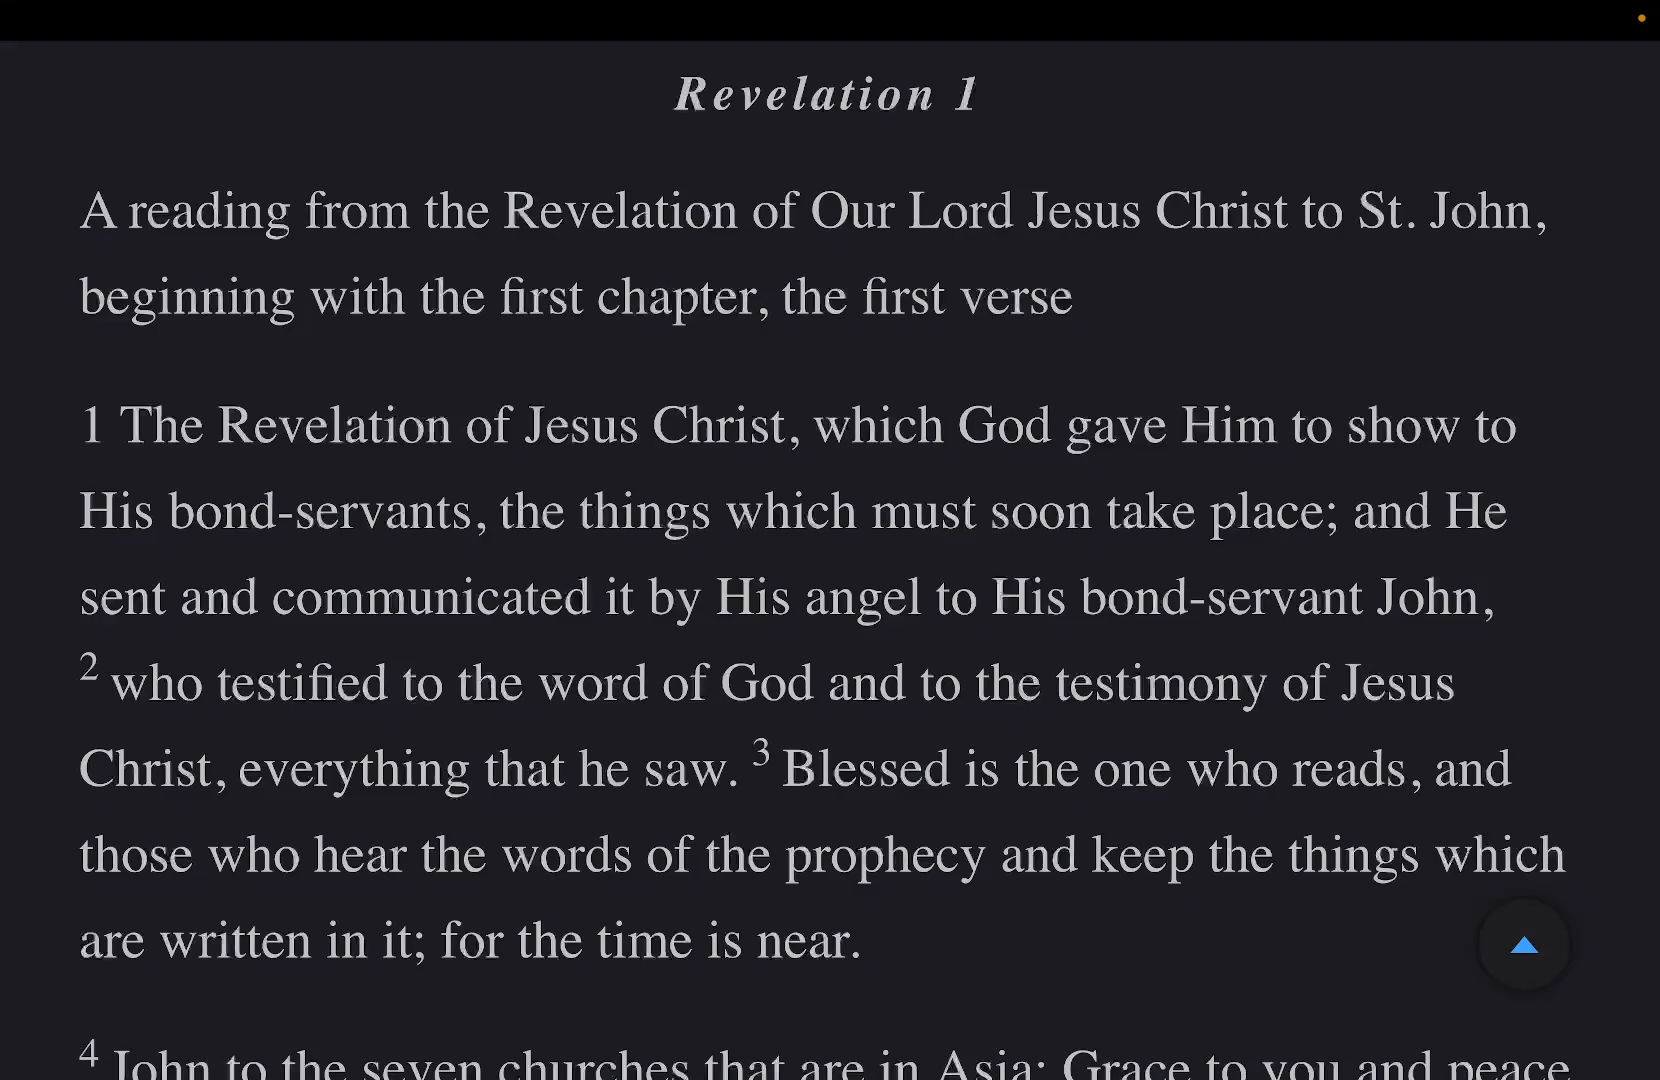 Revelation 1
A reading from the Revelation of Our Lord Jesus Christ to St. John,
beginning with the first chapter, the first verse
1 The Revelation of Jesus Christ, which God gave Him to show to
His bond-servants, the things which must soon take place; and He
sent and communicated it by His angel to His bond-servant John,
2 who testified to the word of God and to the testimony of Jesus
Christ, everything that he saw. 3 Blessed is the one who reads, and
those who hear the words of the prophecy and keep the things which
are written in it; for the time is near.
4 John to the seven churches that are in Asia: Grace to you and peace